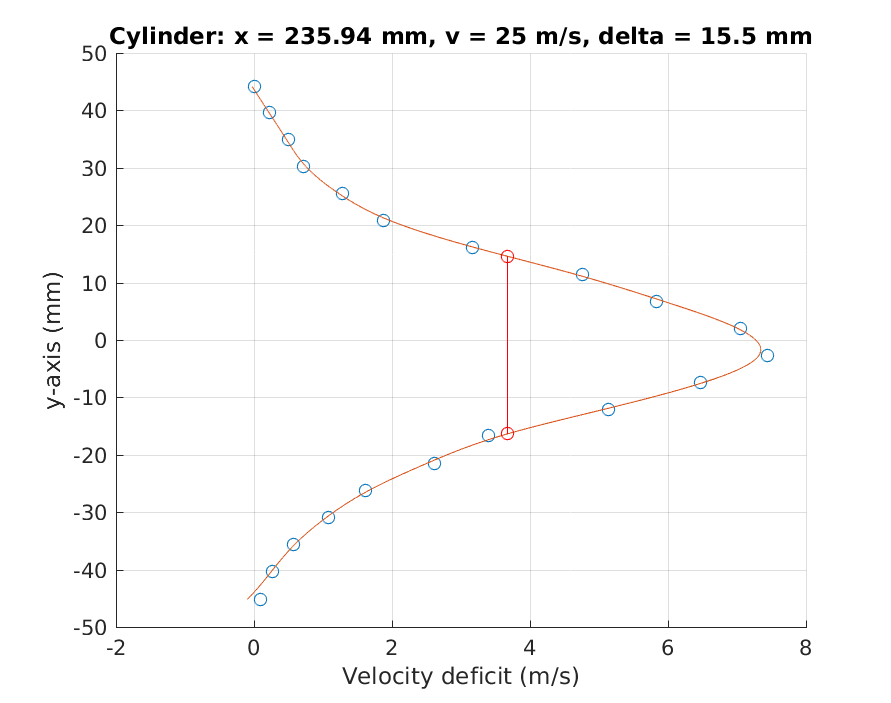 Cylinder: x = 235.94 mm, v = 25 m/s, delta = 15.5 mm
50
40
30
20
10
0
-10
-20
-30
-40
-50
y-axis (mm)
-2 0 2 4 6 8
Velocity deficit (m/s)